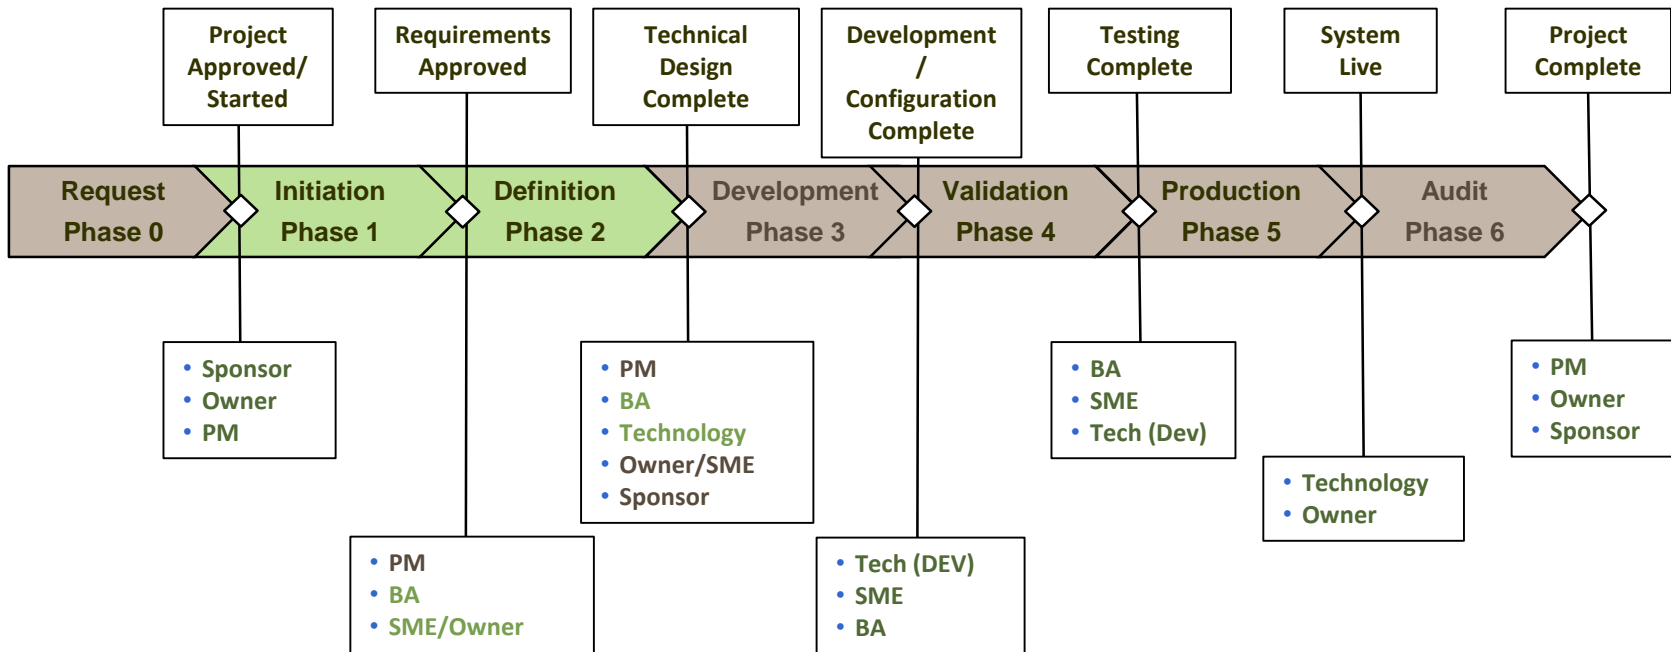 Project
Approved/
Started
Requirements
Approved
Technical
Design
Complete
Development
/
Configuration
Complete
Testing
Complete
System
Live
Project
Complete
Request
Phase 0
Initiation
Phase 1
Definition
Phase 2
Development
Phase 3
Validation
Phase 4
Production
Phase 5
Audit
Phase 6
• Sponsor
• Owner
• PM
• PM
• BA
• SME/Owner
• PM
• BA
• Technology
• Owner/SME
• Sponsor
• Tech (DEV)
• SME
• BA
• BA
• SME
• Tech (Dev)
• Technology
• Owner
• PM
• Owner
• Sponsor